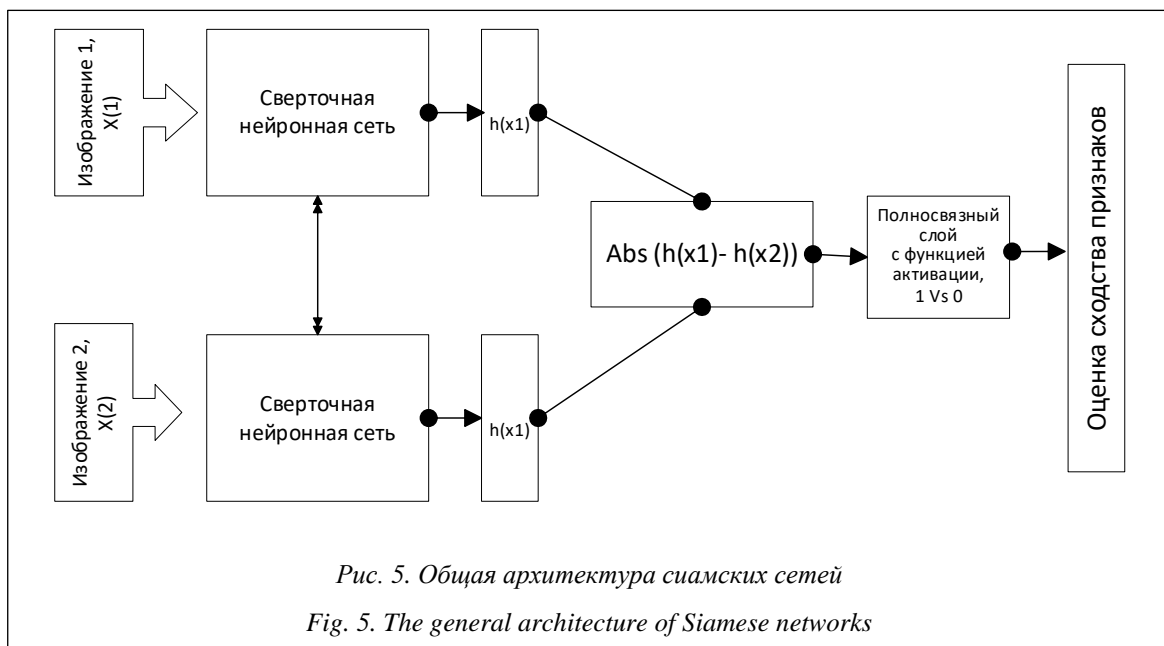 Изображение 1,
X(1)
Сверточная
нейронная сеть
h(x1)
Изображение 2,
X(2)
Сверточная
нейронная сеть
h(x1)
Abs (h(x1)- h(x2))
Полносвязный
слой
с функцией
активации,
1 Vs 0
Оценка сходства признаков
Рис. 5. Общая архитектура сиамских сетей
Fig. 5. The general architecture of Siamese networks